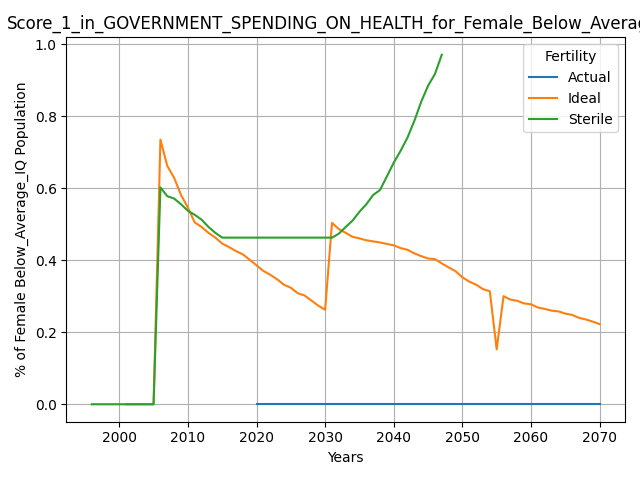 Score_1_in_GOVERNMENT_SPENDING_ON_HEALTH_for_Female_Below_Averag
Fertility
Actual
Ideal
Sterile
% of Female Below_Average_IQ Population
1.0
0.8
0.6
0.4
0.2
0.0
2000 2010 2020 2030 2040 2050 2060 2070
Years